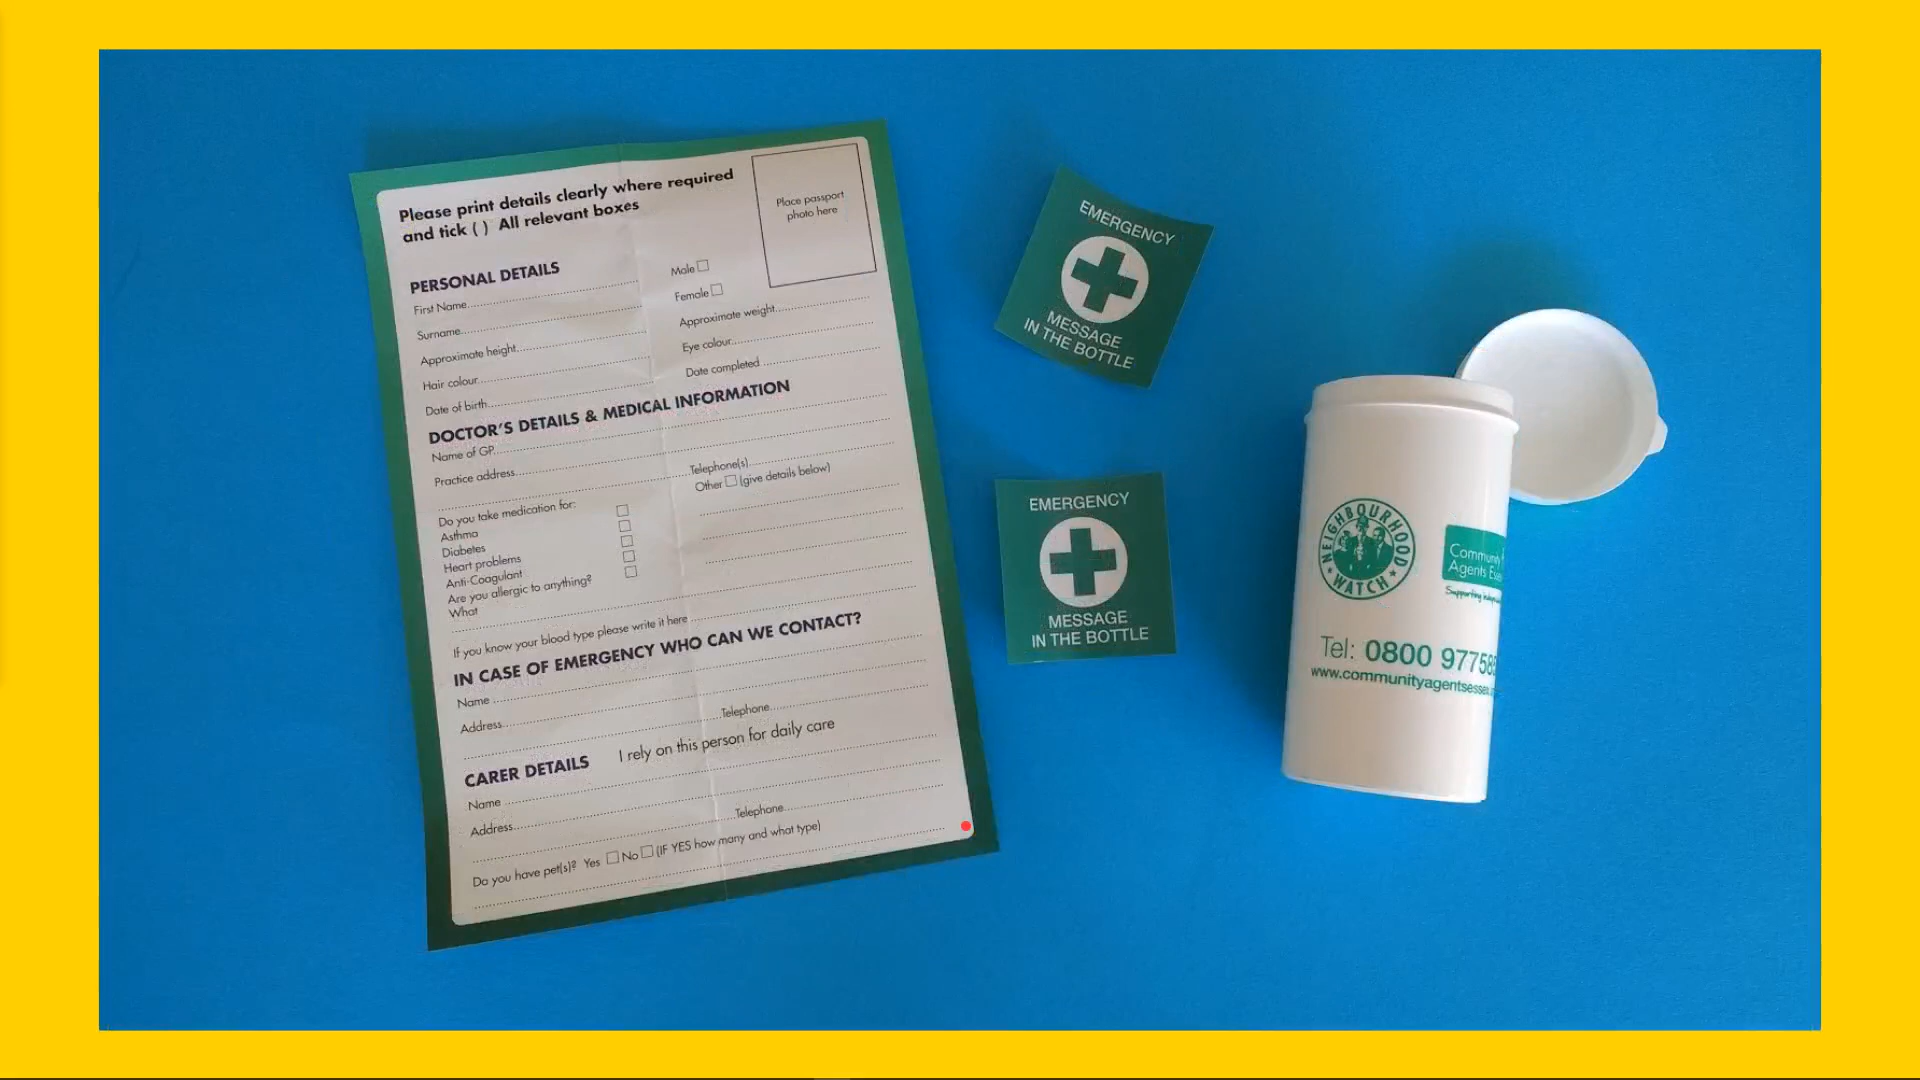 Please print details clearly where required
and tick ( ) All relevant boxes
Place passport
photo here
PERSONAL DETAILS
First Name
Surname
Approximate height
Hair colour
Date of birth
Male
Female
Approximate weight
Eye colour
Date completed
DOCTOR'S DETAILS & MEDICAL INFORMATION
Name of GP
Practice address
Telephone(s)
Do you take medication for:
Asthma
Diabetes
Heart problems
Anti-Coagulant
Are you allergic to anything?
What
Other (give details below)
If you know your blood type please write it here
IN CASE OF EMERGENCY WHO CAN WE CONTACT?
Name
Address
Telephone
CARER DETAILS I rely on this person for daily care
Name
Address
Telephone
Do you have pet(s)? Yes No (IF YES how many and what type)
EMERGENCY
MESSAGE
IN THE BOTTLE
EMERGENCY
MESSAGE
IN THE BOTTLE
NEIGHBOURHOOD
WATCH
Community
Agents
Supporting
Tel: 0800 97758
www.communityagentsessex.